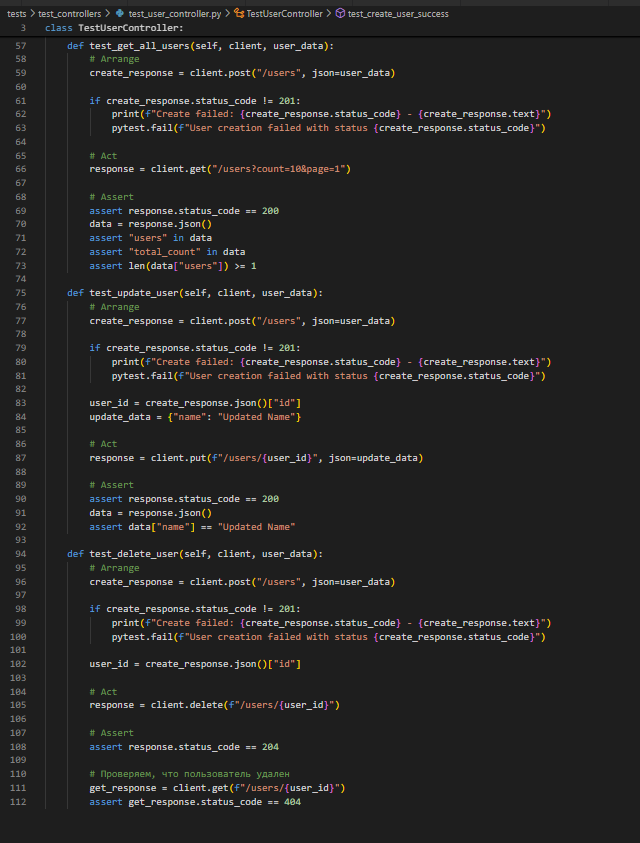 tests > test_controllers > test_user_controller.py > TestUserController > test_create_user_success
3 class TestUserController:
57 def test_get_all_users(self, client, user_data):
58 # Arrange
59 create_response = client.post("/users", json=user_data)
60
61 if create_response.status_code != 201:
62 print(f"Create failed: {create_response.status_code} - {create_response.text}")
63 pytest.fail(f"User creation failed with status {create_response.status_code}")
64
65 # Act
66 response = client.get("/users?count=10&page=1")
67
68 # Assert
69 assert response.status_code == 200
70 data = response.json()
71 assert "users" in data
72 assert "total_count" in data
73 assert len(data["users"]) >= 1
74
75 def test_update_user(self, client, user_data):
76 # Arrange
77 create_response = client.post("/users", json=user_data)
78
79 if create_response.status_code != 201:
80 print(f"Create failed: {create_response.status_code} - {create_response.text}")
81 pytest.fail(f"User creation failed with status {create_response.status_code}")
82
83 user_id = create_response.json()["id"]
84 update_data = {"name": "Updated Name"}
85
86 # Act
87 response = client.put(f"/users/{user_id}", json=update_data)
88
89 # Assert
90 assert response.status_code == 200
91 data = response.json()
92 assert data["name"] == "Updated Name"
93
94 def test_delete_user(self, client, user_data):
95 # Arrange
96 create_response = client.post("/users", json=user_data)
97
98 if create_response.status_code != 201:
99 print(f"Create failed: {create_response.status_code} - {create_response.text}")
100 pytest.fail(f"User creation failed with status {create_response.status_code}")
101
102 user_id = create_response.json()["id"]
103
104 # Act
105 response = client.delete(f"/users/{user_id}")
106
107 # Assert
108 assert response.status_code == 204
109
110 # Проверяем, что пользователь удален
111 get_response = client.get(f"/users/{user_id}")
112 assert get_response.status_code == 404